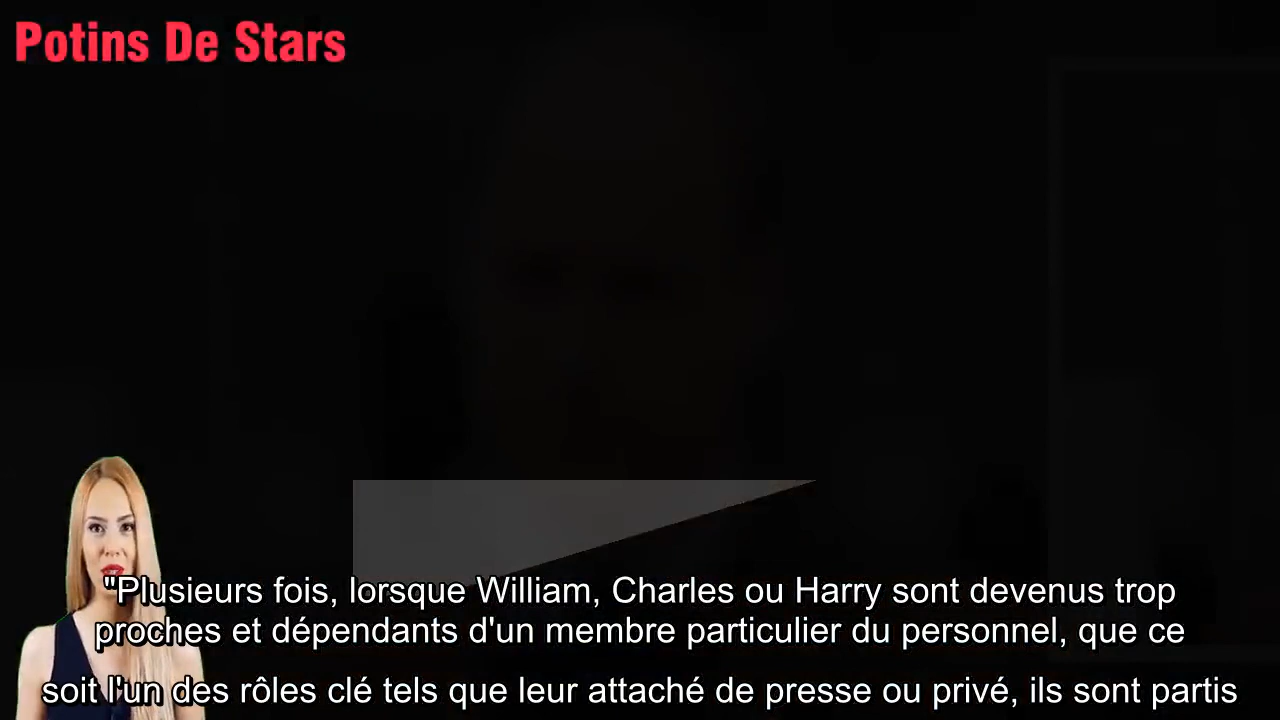 Potins De Stars
"Plusieurs fois, lorsque William, Charles ou Harry sont devenus trop
proches et dépendants d'un membre particulier du personnel, que ce
soit l'un des rôles clé tels que leur attaché de presse ou privé, ils sont partis